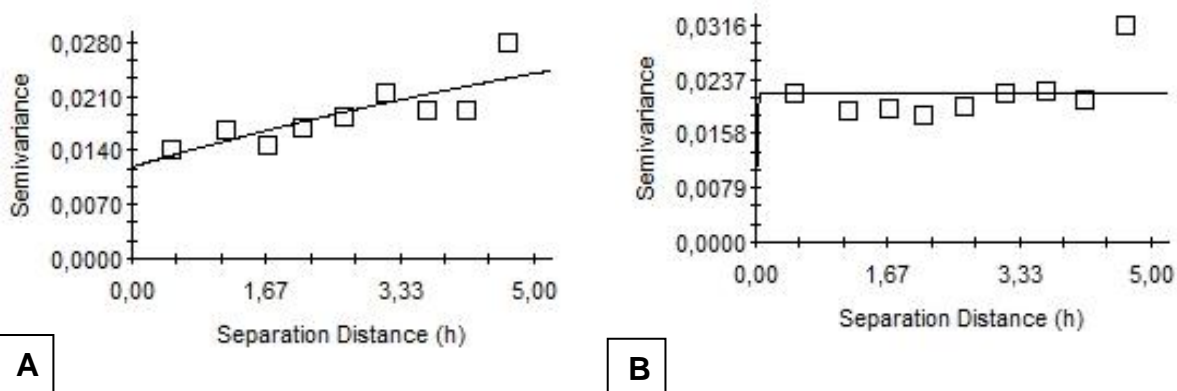 0,0280
0,0210
0,0140
0,0070
0,0000
Semivariance
0,00 1,67 3,33 5,00
Separation Distance (h)
A
0,0316
0,0237
0,0158
0,0079
0,0000
Semivariance
0,00 1,67 3,33 5,00
Separation Distance (h)
B